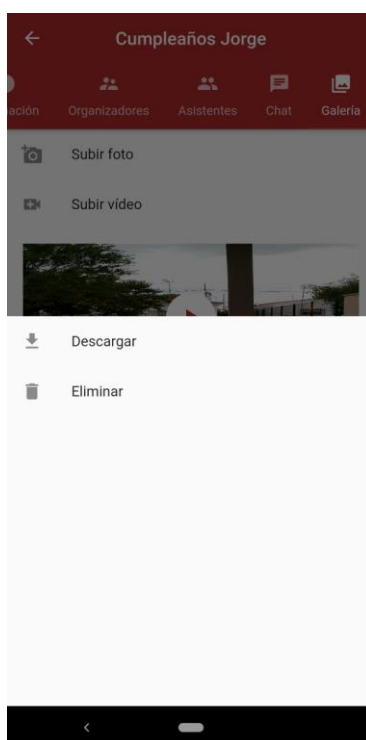 Cumpleaños Jorge
ación Organizadores Asistentes Chat Galería
Subir foto
Subir vídeo
Descargar
Eliminar